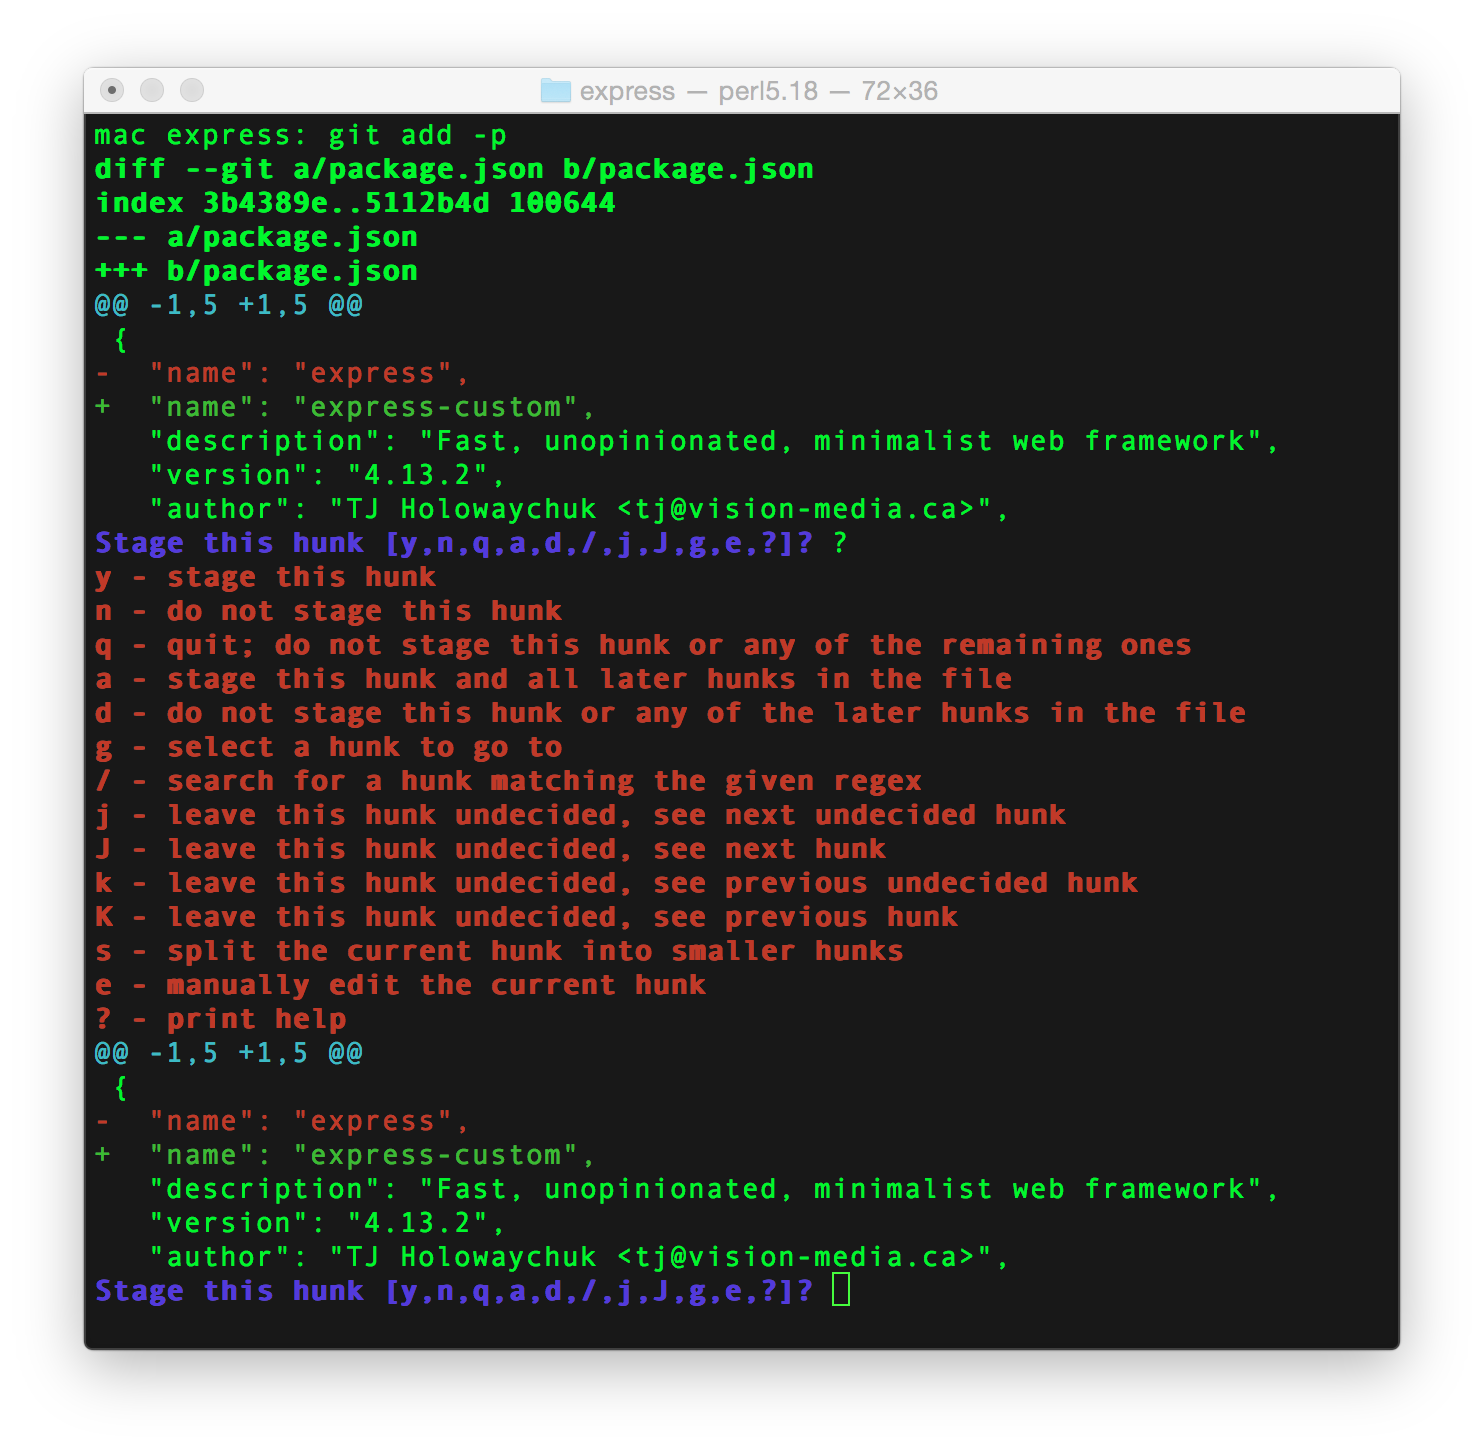 express — perl5.18 — 72×36
mac express: git add -p
diff --git a/package.json b/package.json
index 3b4389e..5112b4d 100644
--- a/package.json
+++ b/package.json
@@ -1,5 +1,5 @@
 {
-  "name": "express",
+  "name": "express-custom",
   "description": "Fast, unopinionated, minimalist web framework",
   "version": "4.13.2",
   "author": "TJ Holowaychuk <tj@vision-media.ca>",
Stage this hunk [y,n,q,a,d,/,j,J,g,e,?]? ?
y - stage this hunk
n - do not stage this hunk
q - quit; do not stage this hunk or any of the remaining ones
a - stage this hunk and all later hunks in the file
d - do not stage this hunk or any of the later hunks in the file
g - select a hunk to go to
/ - search for a hunk matching the given regex
j - leave this hunk undecided, see next undecided hunk
J - leave this hunk undecided, see next hunk
k - leave this hunk undecided, see previous undecided hunk
K - leave this hunk undecided, see previous hunk
s - split the current hunk into smaller hunks
e - manually edit the current hunk
? - print help
@@ -1,5 +1,5 @@
 {
-  "name": "express",
+  "name": "express-custom",
   "description": "Fast, unopinionated, minimalist web framework",
   "version": "4.13.2",
   "author": "TJ Holowaychuk <tj@vision-media.ca>",
Stage this hunk [y,n,q,a,d,/,j,J,g,e,?]?